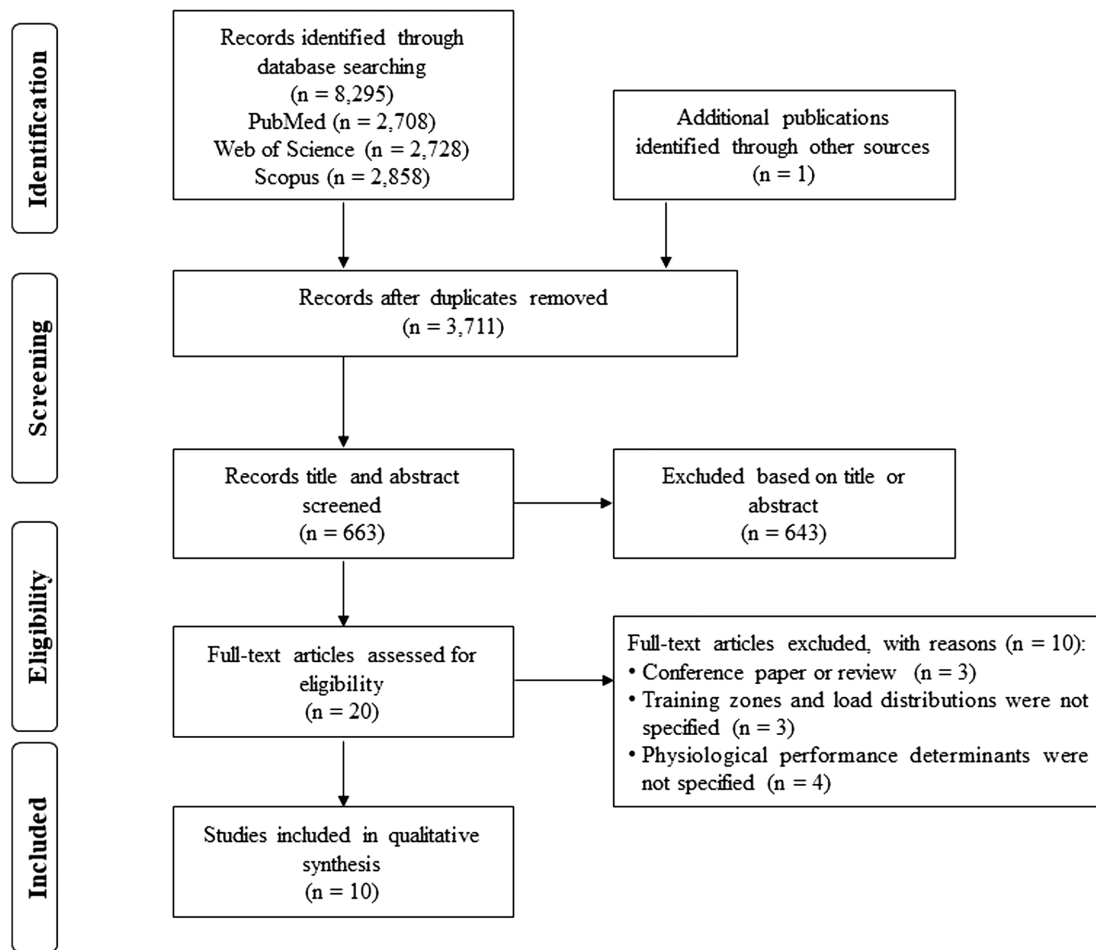 Identification
Records identified through
database searching
(n = 8,295)
PubMed (n = 2,708)
Web of Science (n = 2,728)
Scopus (n = 2,858)
Additional publications
identified through other sources
(n = 1)
Screening
Records after duplicates removed
(n = 3,711)
Records title and abstract
screened
(n = 663)
Excluded based on title or
abstract
(n = 643)
Eligibility
Full-text articles assessed for
eligibility
(n = 20)
Full-text articles excluded, with reasons (n = 10):
• Conference paper or review (n = 3)
• Training zones and load distributions were not
specified (n = 3)
• Physiological performance determinants were
not specified (n = 4)
Included
Studies included in qualitative
synthesis
(n = 10)